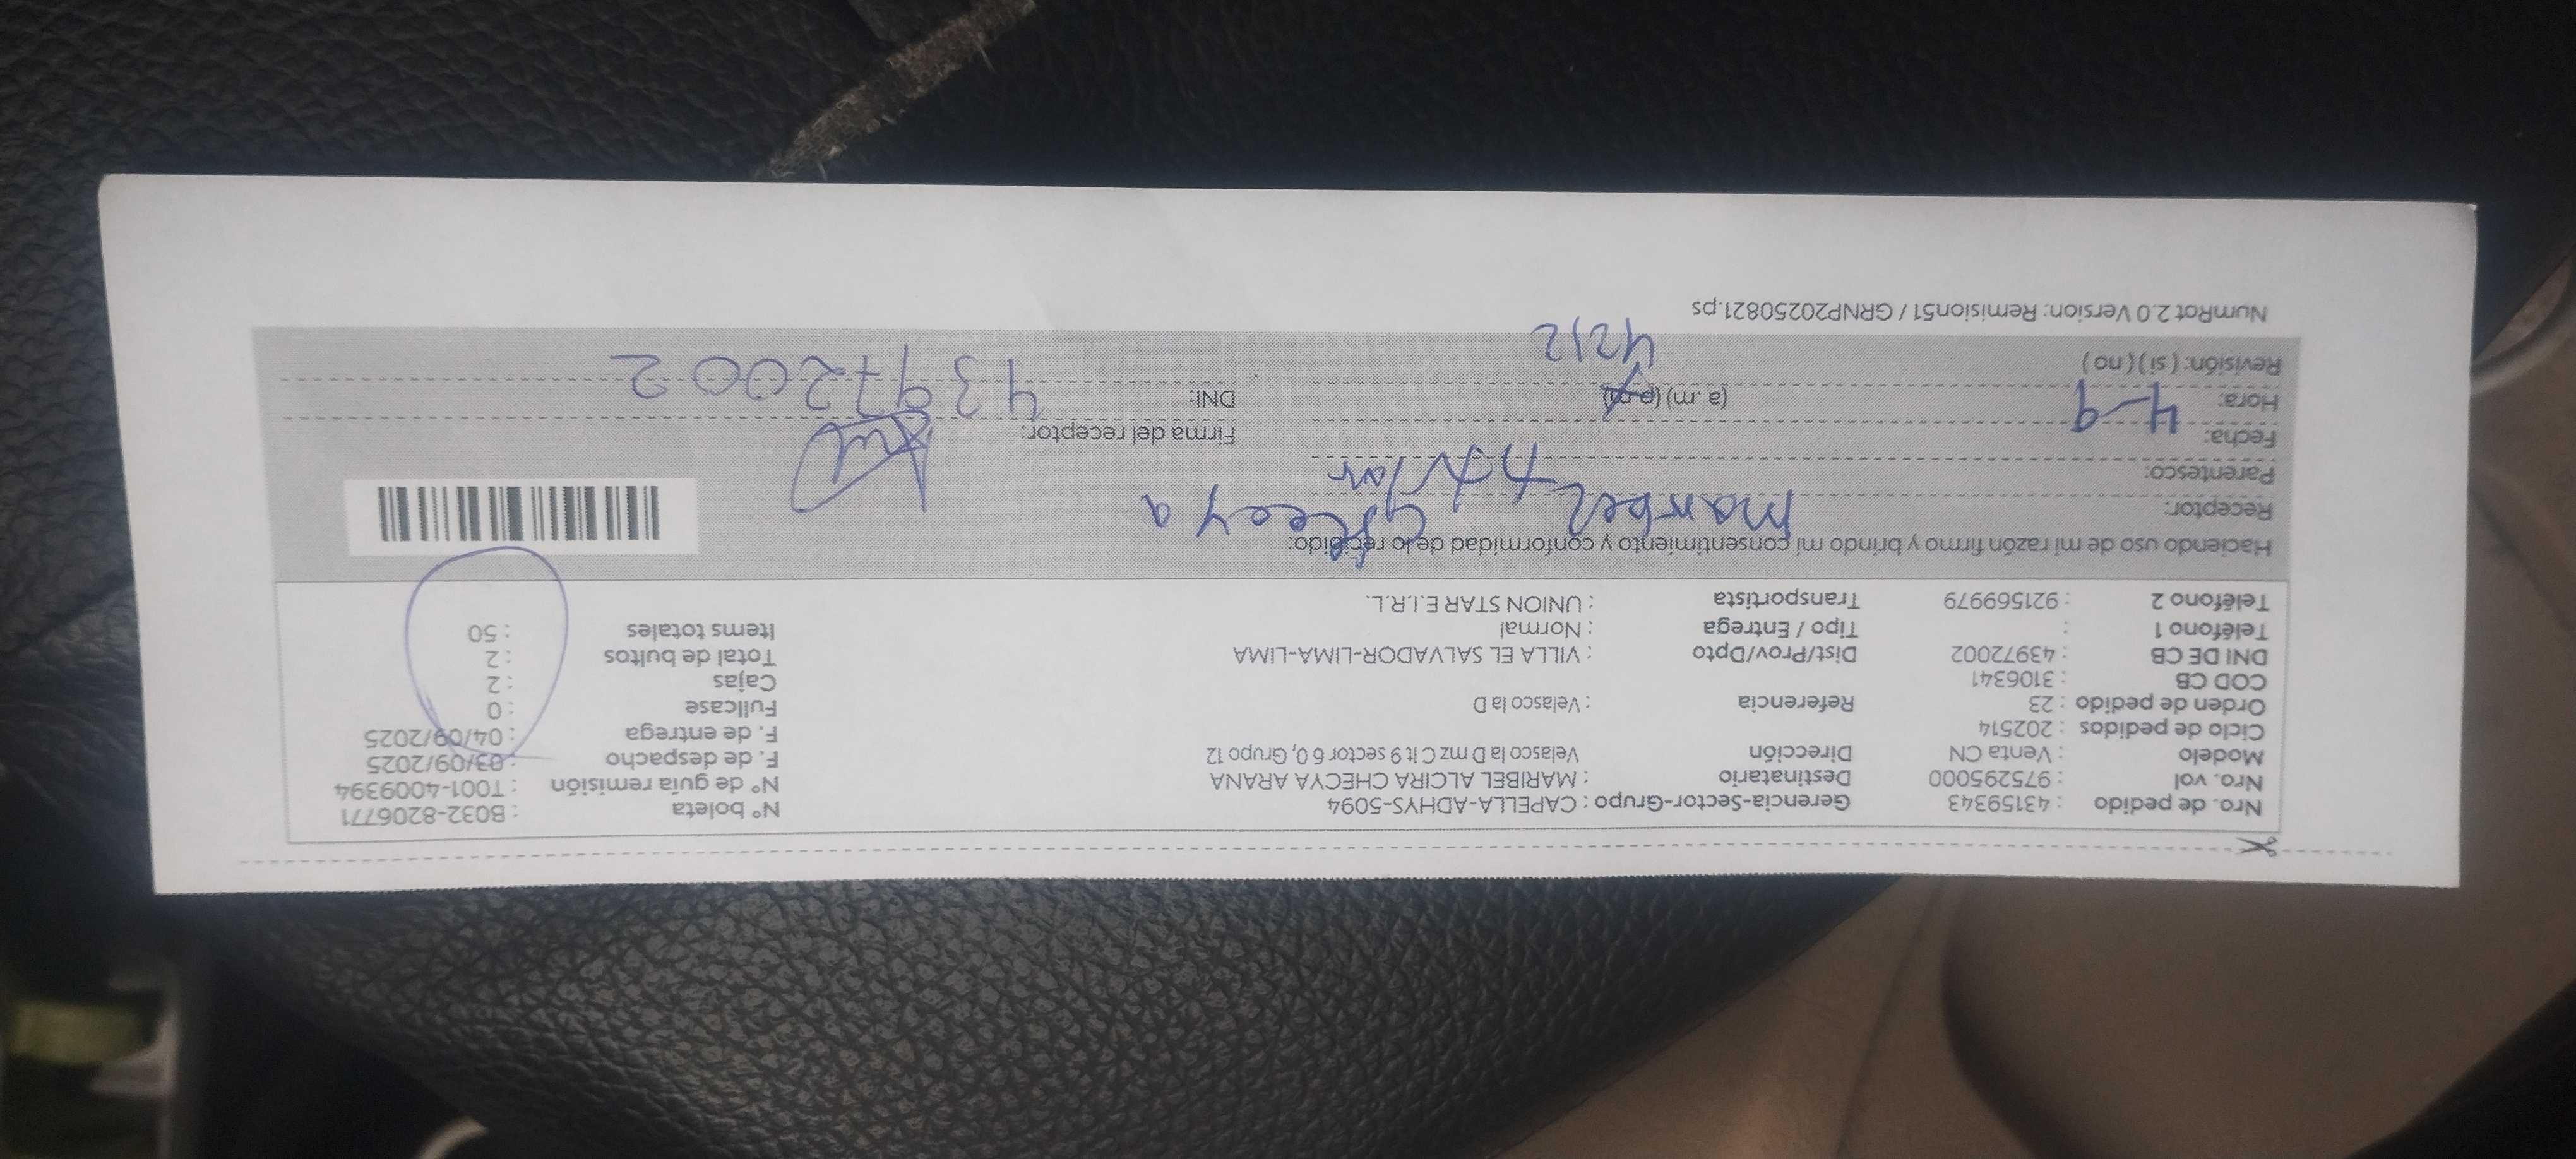 Nro. de pedido : 43159343 Gerencia-Sector-Grupo : CAPELLA-ADHYS-5094 N° boleta : B032-8206771
Nro. vol : 975295000 Destinatario : MARIBEL ALCIRA CHECYA ARANA N° de guía remisión : T001-4009394
Modelo : Venta CN Dirección Velasco la D mz C lt 9 sector 6 0, Grupo 12 F. de despacho : 03/09/2025
Ciclo de pedidos : 202514 F. de entrega : 04/09/2025
Orden de pedido : 23 Referencia : Velasco la D Fullcase : 0
COD CB : 3106341 Cajas : 2
DNI DE CB : 43972002 Dist/Prov/Dpto : VILLA EL SALVADOR-LIMA-LIMA Total de bultos : 2
Teléfono 1 : Tipo / Entrega : Normal Items totales : 50
Teléfono 2 : 921569979 Transportista : UNION STAR E.I.R.L.
Haciendo uso de mi razón firmo y brindo mi consentimiento y conformidad de lo recibido:
Receptor: Maribel
Parentesco:
Fecha: 4-9 Firma del receptor:
Hora: (a. m) (p m) DNI: 43972002
Revisión: ( si ) ( no ) 4212
NumRot 2.0 Version: Remision51 / GRNP20250821.ps